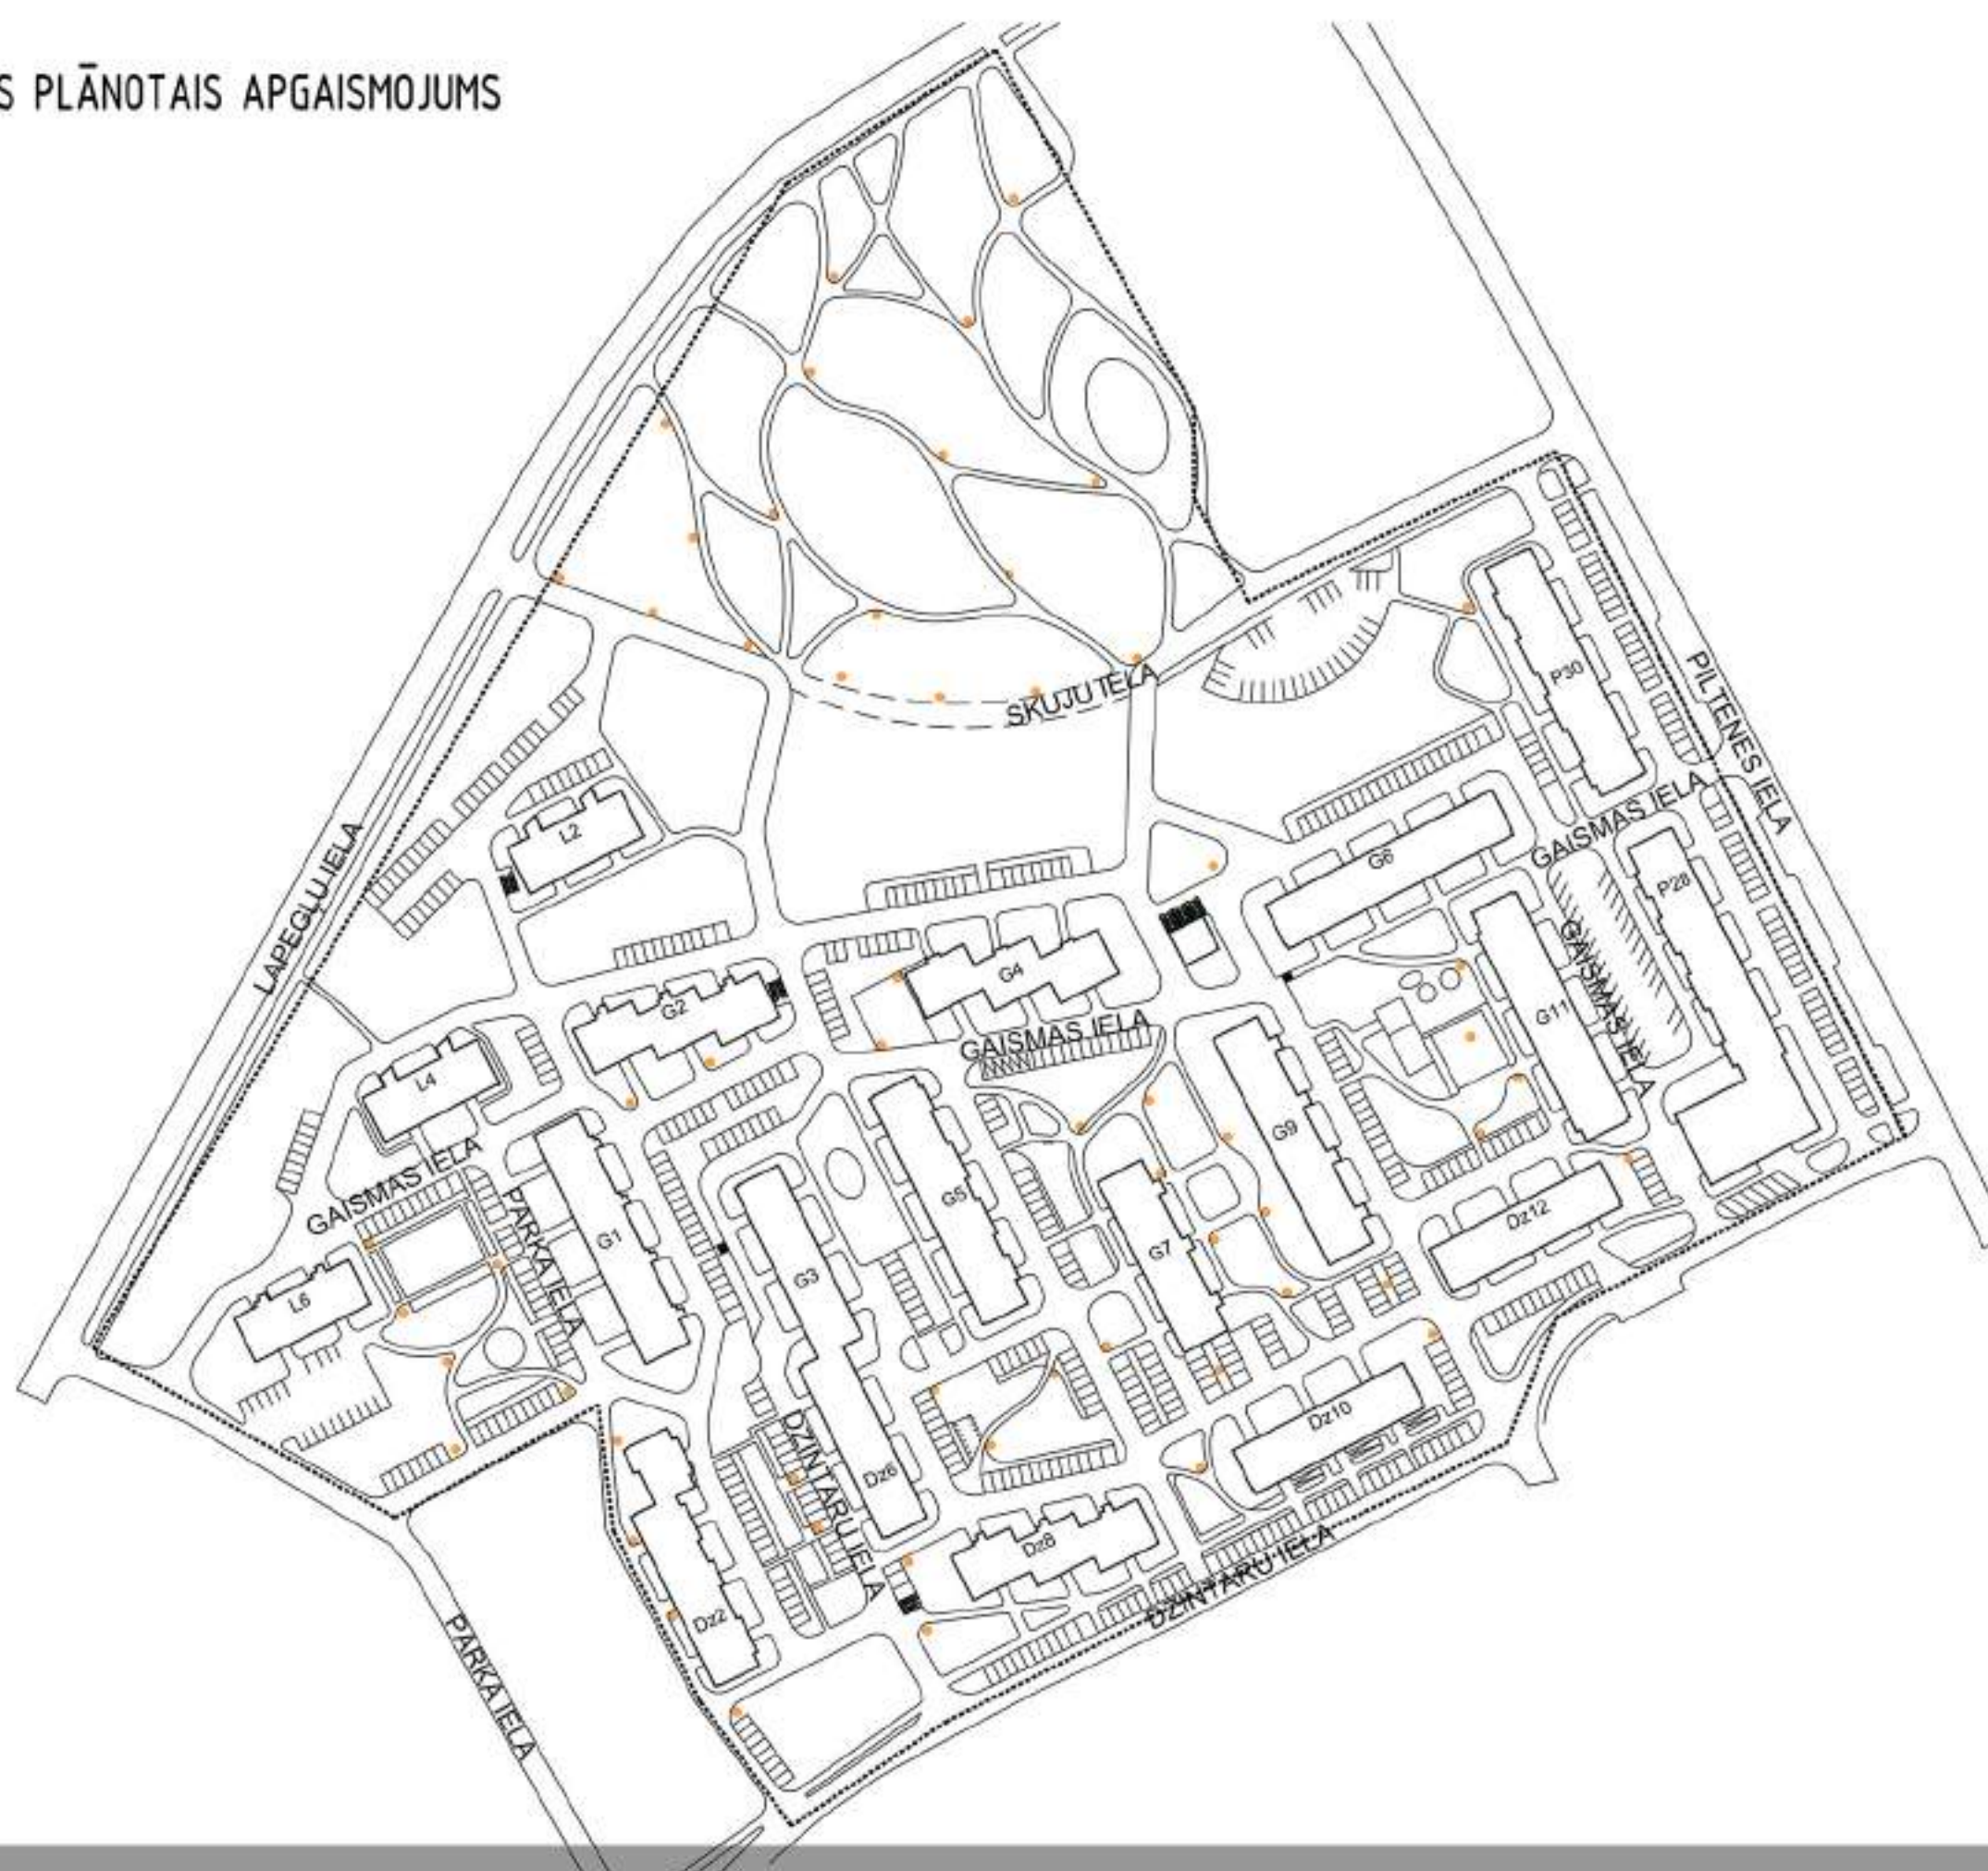 S PLĀNOTAIS APGAISMOJUMS
SKUJU IELA
P30
PILTENES IELA
GAISMAS IELA
L2
G6
P28
LAPEGĻU IELA
G4
G2
G11
GAISMAS IELA
GAISMAS IELA
L4
G9
GAISMAS IELA
PARKA IELA
G1
G5
G7
Dz12
G3
L6
Dz10
DZINTARU IELA
Dz6
Dz8
DZINTARU IELA
Dz2
PARKA IELA